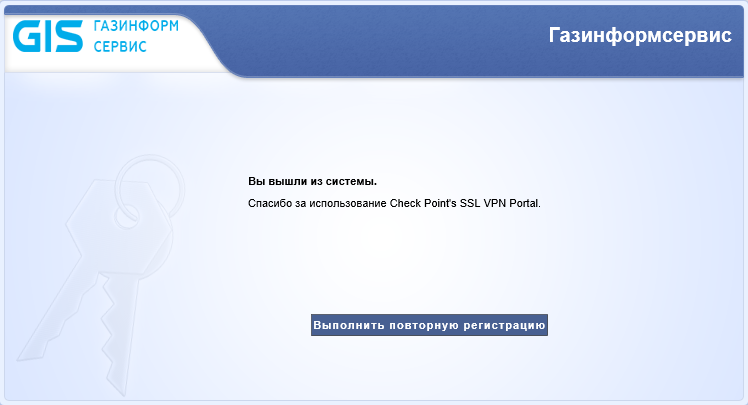 GIS ГАЗИНФОРМ
СЕРВИС
Газинформсервис
Вы вышли из системы.
Спасибо за использование Check Point's SSL VPN Portal.
Выполнить повторную регистрацию